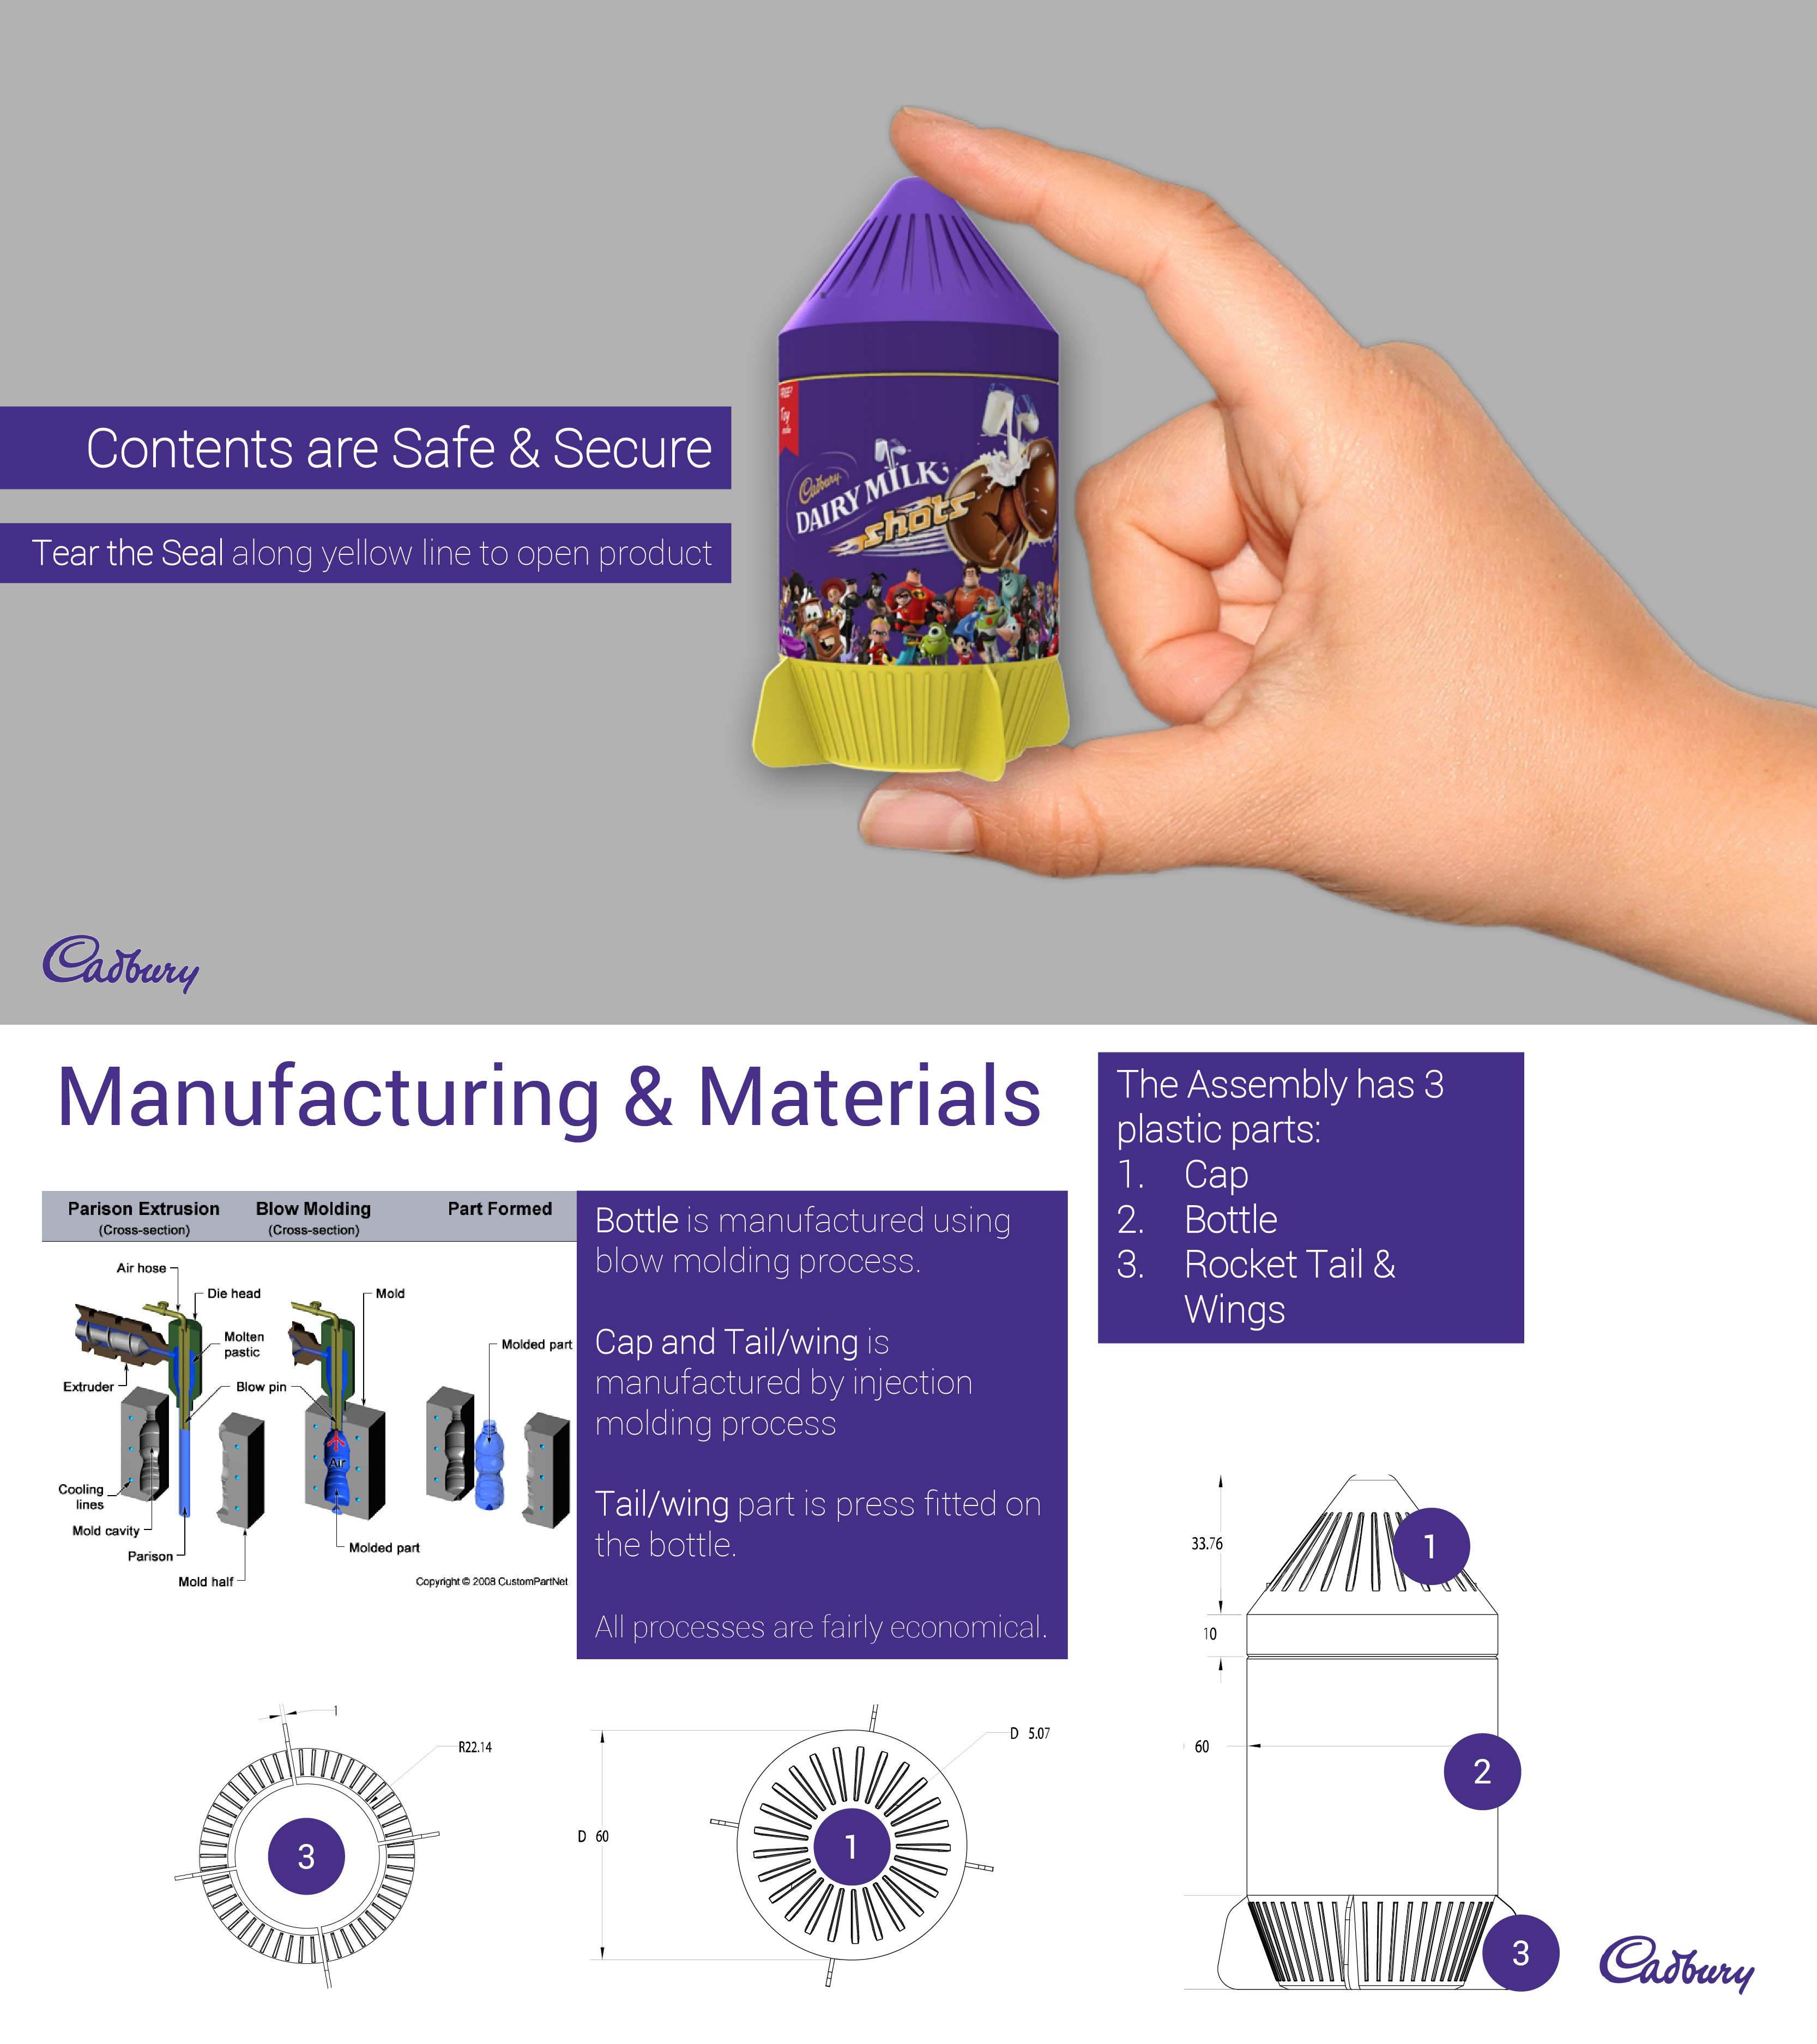 Contents are Safe & Secure
Tear the Seal along yellow line to open product
Toy
Cadbury
DAIRY MILK
shots
Cadbury
Manufacturing & Materials
The Assembly has 3
plastic parts:
1. Cap
2. Bottle
3. Rocket Tail &
Wings
Parison Extrusion
(Cross-section)
Blow Molding
(Cross-section)
Part Formed
Air hose
Die head
Mold
Molten
pastic
Molded part
Extruder
Blow pin
Air
Cooling
lines
Mold cavity
Parison
Mold half
Molded part
Copyright © 2008 CustomPartNet
Bottle is manufactured using
blow molding process.
Cap and Tail/wing is
manufactured by injection
molding process
Tail/wing part is press fitted on
the bottle.
All processes are fairly economical.
33.76
1
10
60
2
3
1
R22.14
3
D 5.07
D 60
1
Cadbury